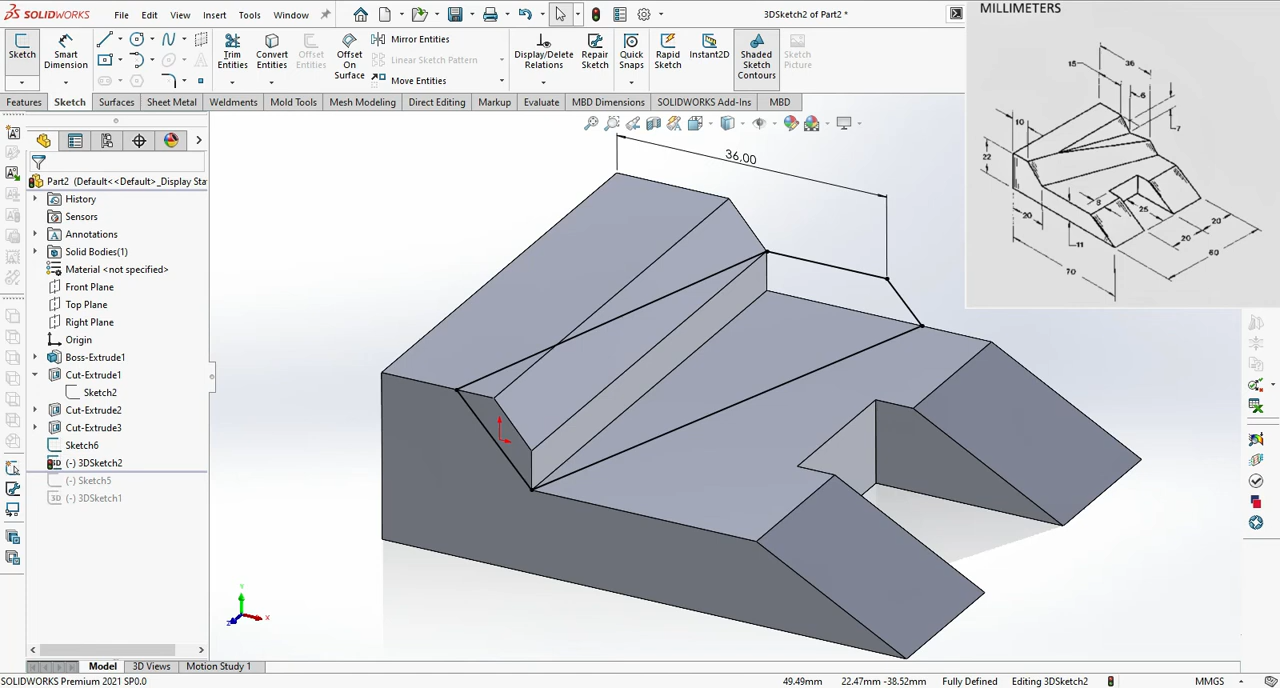 SOLIDWORKS File Edit View Insert Tools Window 3DSketch2 of Part2 *
Sketch Smart Dimension Trim Entities Convert Entities Offset Entities Offset On Surface Mirror Entities Linear Sketch Pattern Move Entities Display/Delete Relations Repair Sketch Quick Snaps Rapid Sketch Instant2D Shaded Sketch Contours Sketch Picture
Features Sketch Surfaces Sheet Metal Weldments Mold Tools Mesh Modeling Direct Editing Markup Evaluate MBD Dimensions SOLIDWORKS Add-Ins MBD
Part2 (Default<<Default>_Display Sta
History
Sensors
Annotations
Solid Bodies(1)
Material <not specified>
Front Plane
Top Plane
Right Plane
Origin
Boss-Extrude1
Cut-Extrude1
Sketch2
Cut-Extrude2
Cut-Extrude3
Sketch6
3D (-) 3DSketch2
(-) Sketch5
3D (-) 3DSketch1
36,00
Y
X
Z
MILLIMETERS
15
36
6
10
7
22
8
25
20
20
20
11
60
70
Model 3D Views Motion Study 1
SOLIDWORKS Premium 2021 SP0.0 49.49mm 22.47mm -38.52mm Fully Defined Editing 3DSketch2 MMGS